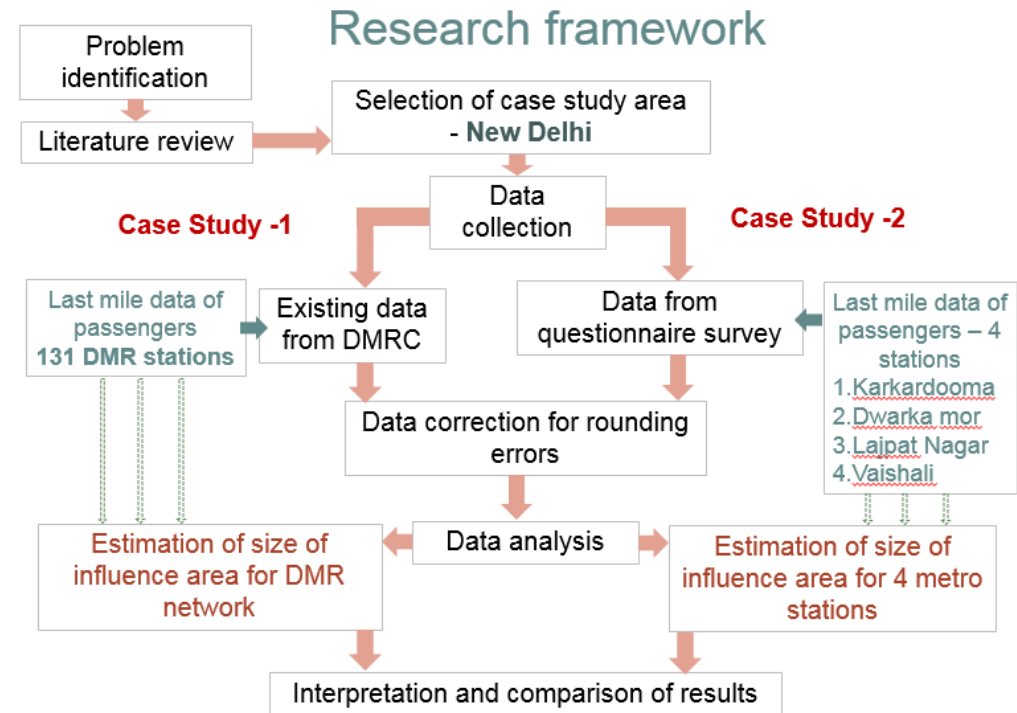 Research framework
Problem
identification
Literature review
Selection of case study area
- New Delhi
Data
collection
Case Study -1
Case Study -2
Last mile data of
passengers
131 DMR stations
Existing data
from DMRC
Data from
questionnaire survey
Last mile data of
passengers – 4
stations
1.Karkardooma
2.Dwarka mor
3.Lajpat Nagar
4.Vaishali
Data correction for rounding
errors
Data analysis
Estimation of size of
influence area for DMR
network
Estimation of size of
influence area for 4 metro
stations
Interpretation and comparison of results